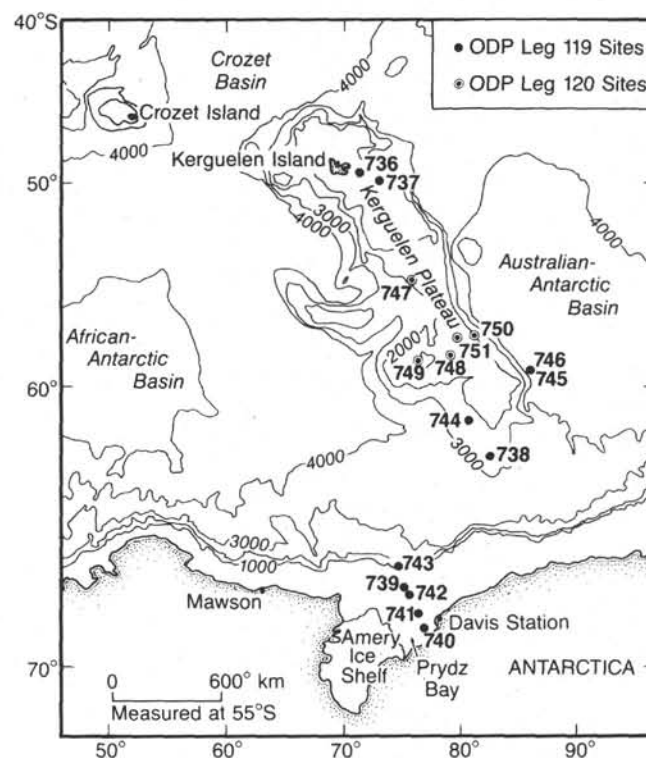 40°S
Crozet
Basin
4000
● ODP Leg 119 Sites
◉ ODP Leg 120 Sites
Crozet Island
4000
Kerguelen Island
736
737
50°
3000
4000
Kerguelen Plateau
4000
Australian-
Antarctic
Basin
747
African-
Antarctic
Basin
750
2000
751
749
748
746
745
60°
744
3000
738
4000
3000
1000
743
739
742
Mawson
741
Davis Station
740
Amery
Ice
Shelf
Prydz
Bay
ANTARCTICA
70°
0 600° km
Measured at 55°S
50° 60° 70° 80° 90°